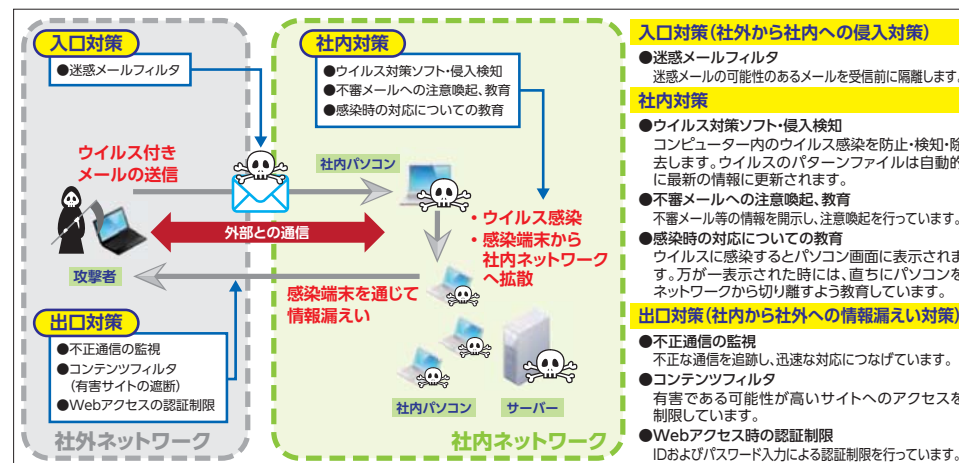 入口対策
●迷惑メールフィルタ
社内対策
●ウイルス対策ソフト・侵入検知
●不審メールへの注意喚起、教育
●感染時の対応についての教育
ウイルス付き
メールの送信
社内パソコン
外部との通信
・ウイルス感染
・感染端末から
社内ネットワーク
へ拡散
攻撃者
感染端末を通じて
情報漏えい
出口対策
●不正通信の監視
●コンテンツフィルタ
(有害サイトの遮断)
●Webアクセスの認証制限
社内パソコン
サーバー
社外ネットワーク
社内ネットワーク
入口対策(社外から社内への侵入対策)
●迷惑メールフィルタ
迷惑メールの可能性のあるメールを受信前に隔離します。
社内対策
●ウイルス対策ソフト・侵入検知
コンピューター内のウイルス感染を防止・検知・除
去します。ウイルスのパターンファイルは自動的
に最新の情報に更新されます。
●不審メールへの注意喚起、教育
不審メール等の情報を開示し、注意喚起を行っています。
●感染時の対応についての教育
ウイルスに感染するとパソコン画面に表示されま
す。万が一表示された時には、直ちにパソコンを
ネットワークから切り離すよう教育しています。
出口対策(社内から社外への情報漏えい対策)
●不正通信の監視
不正な通信を追跡し、迅速な対応につなげています。
●コンテンツフィルタ
有害である可能性が高いサイトへのアクセスを
制限しています。
●Webアクセス時の認証制限
IDおよびパスワード入力による認証制限を行っています。